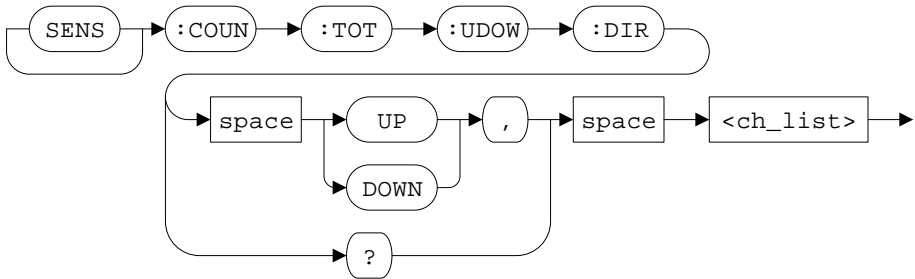 SENS :COUN :TOT :UDOW :DIR
space UP , space <ch_list>
DOWN
?